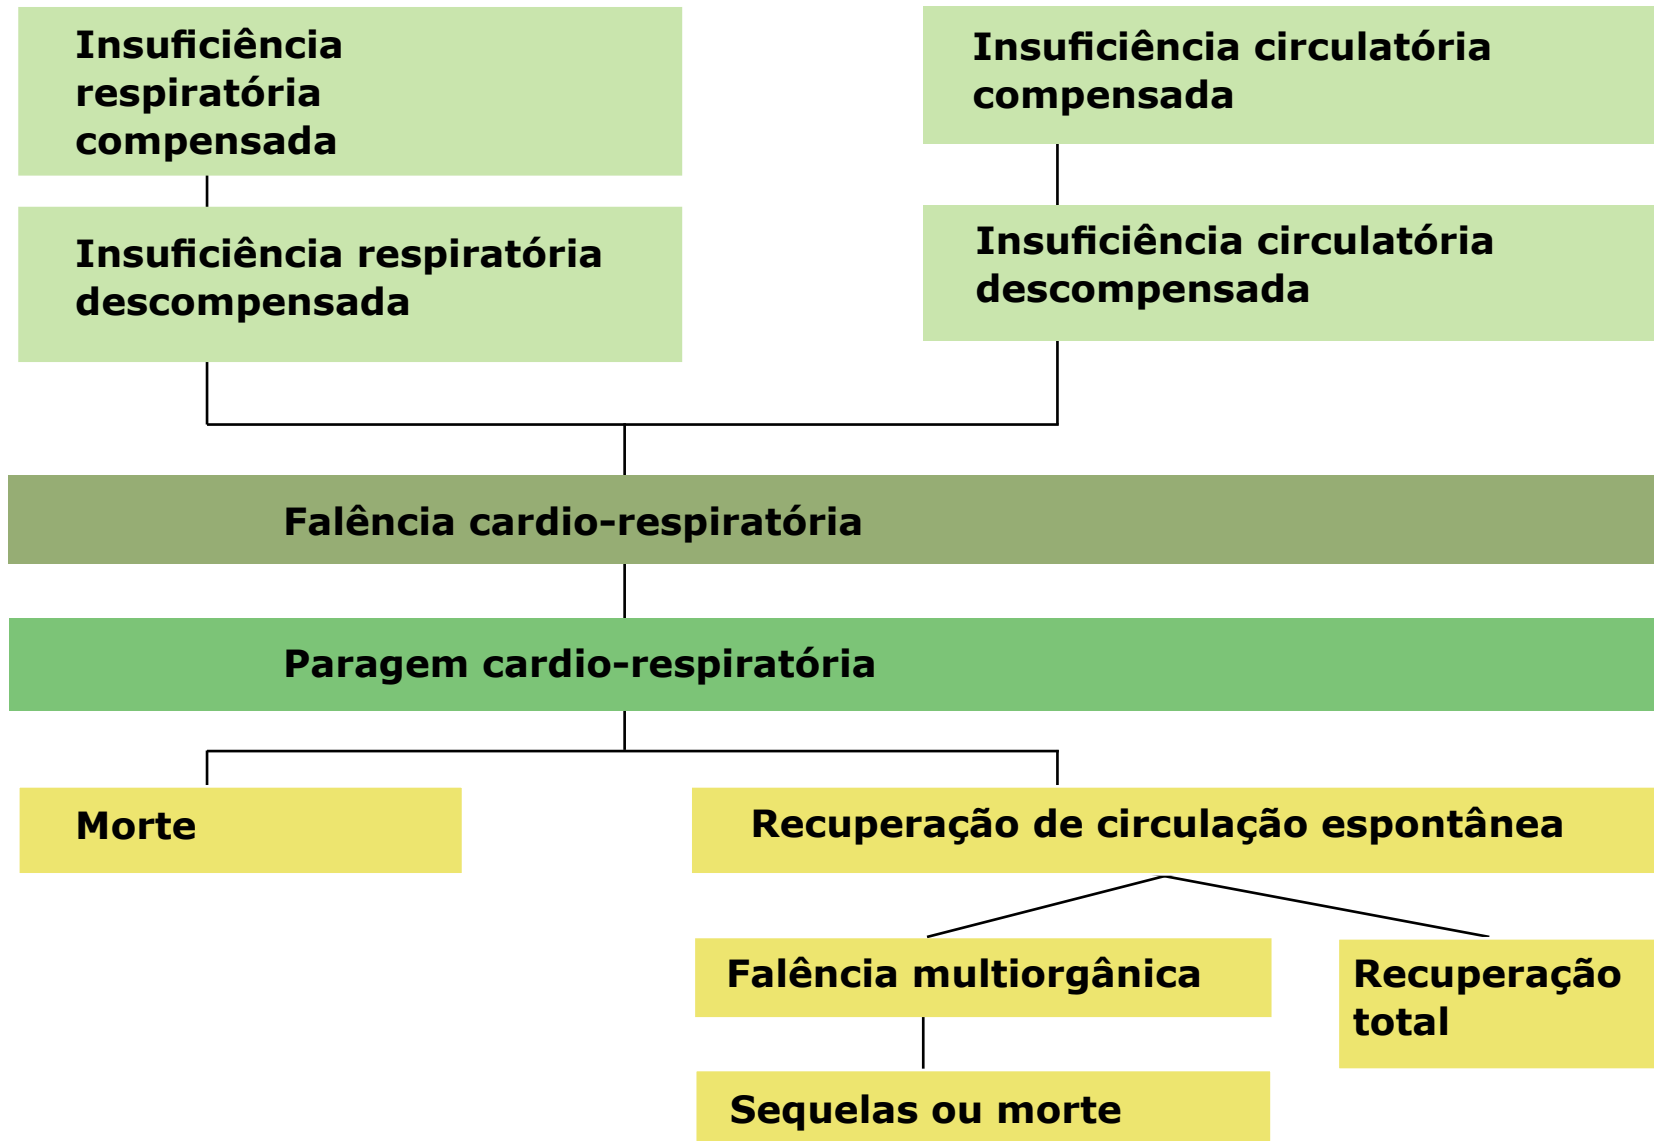 Insuficiência
respiratória
compensada
Insuficiência circulatória
compensada
Insuficiência respiratória
descompensada
Insuficiência circulatória
descompensada
Falência cardio-respiratória
Paragem cardio-respiratória
Morte
Recuperação de circulação espontânea
Falência multiorgânica
Recuperação
total
Sequelas ou morte